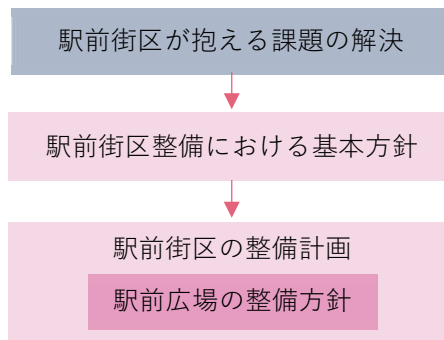 駅前街区が抱える課題の解決
駅前街区整備における基本方針
駅前街区の整備計画
駅前広場の整備方針